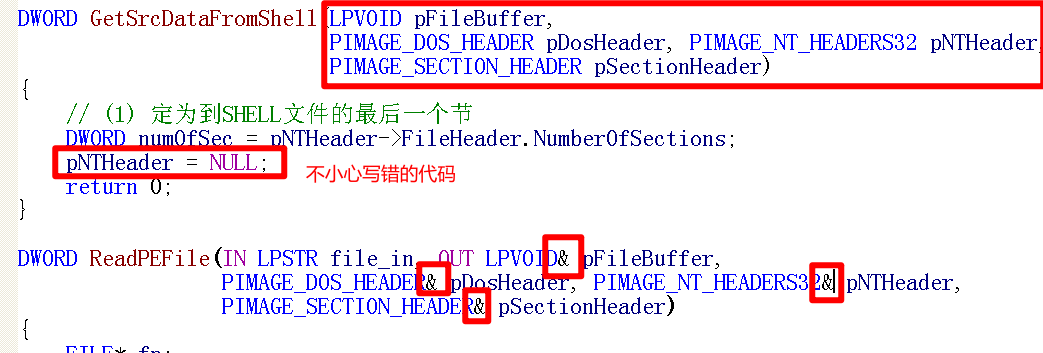 DWORD GetSrcDataFromShell(LPVOID pFileBuffer,
PIMAGE_DOS_HEADER pDosHeader, PIMAGE_NT_HEADERS32 pNTHeader,
PIMAGE_SECTION_HEADER pSectionHeader)
{
// (1) 定为到SHELL文件的最后一个节
DWORD numOfSec = pNTHeader->FileHeader.NumberOfSections;
pNTHeader = NULL;
不小心写错的代码
return 0;
}
DWORD ReadPEFile(IN LPSTR file_in, OUT LPVOID& pFileBuffer,
PIMAGE_DOS_HEADER& pDosHeader, PIMAGE_NT_HEADERS32& pNTHeader,
PIMAGE_SECTION_HEADER& pSectionHeader)
{